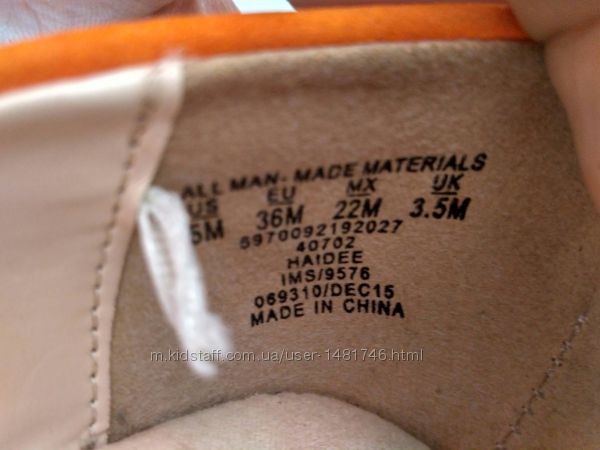 ALL MAN-MADE MATERIALS
US EU MX UK
5M 36M 22M 3.5M
5970092192027
40702
HAIDEE
IMS/9576
069310/DEC15
MADE IN CHINA
m.kidstaff.com.ua/user-1481746.html